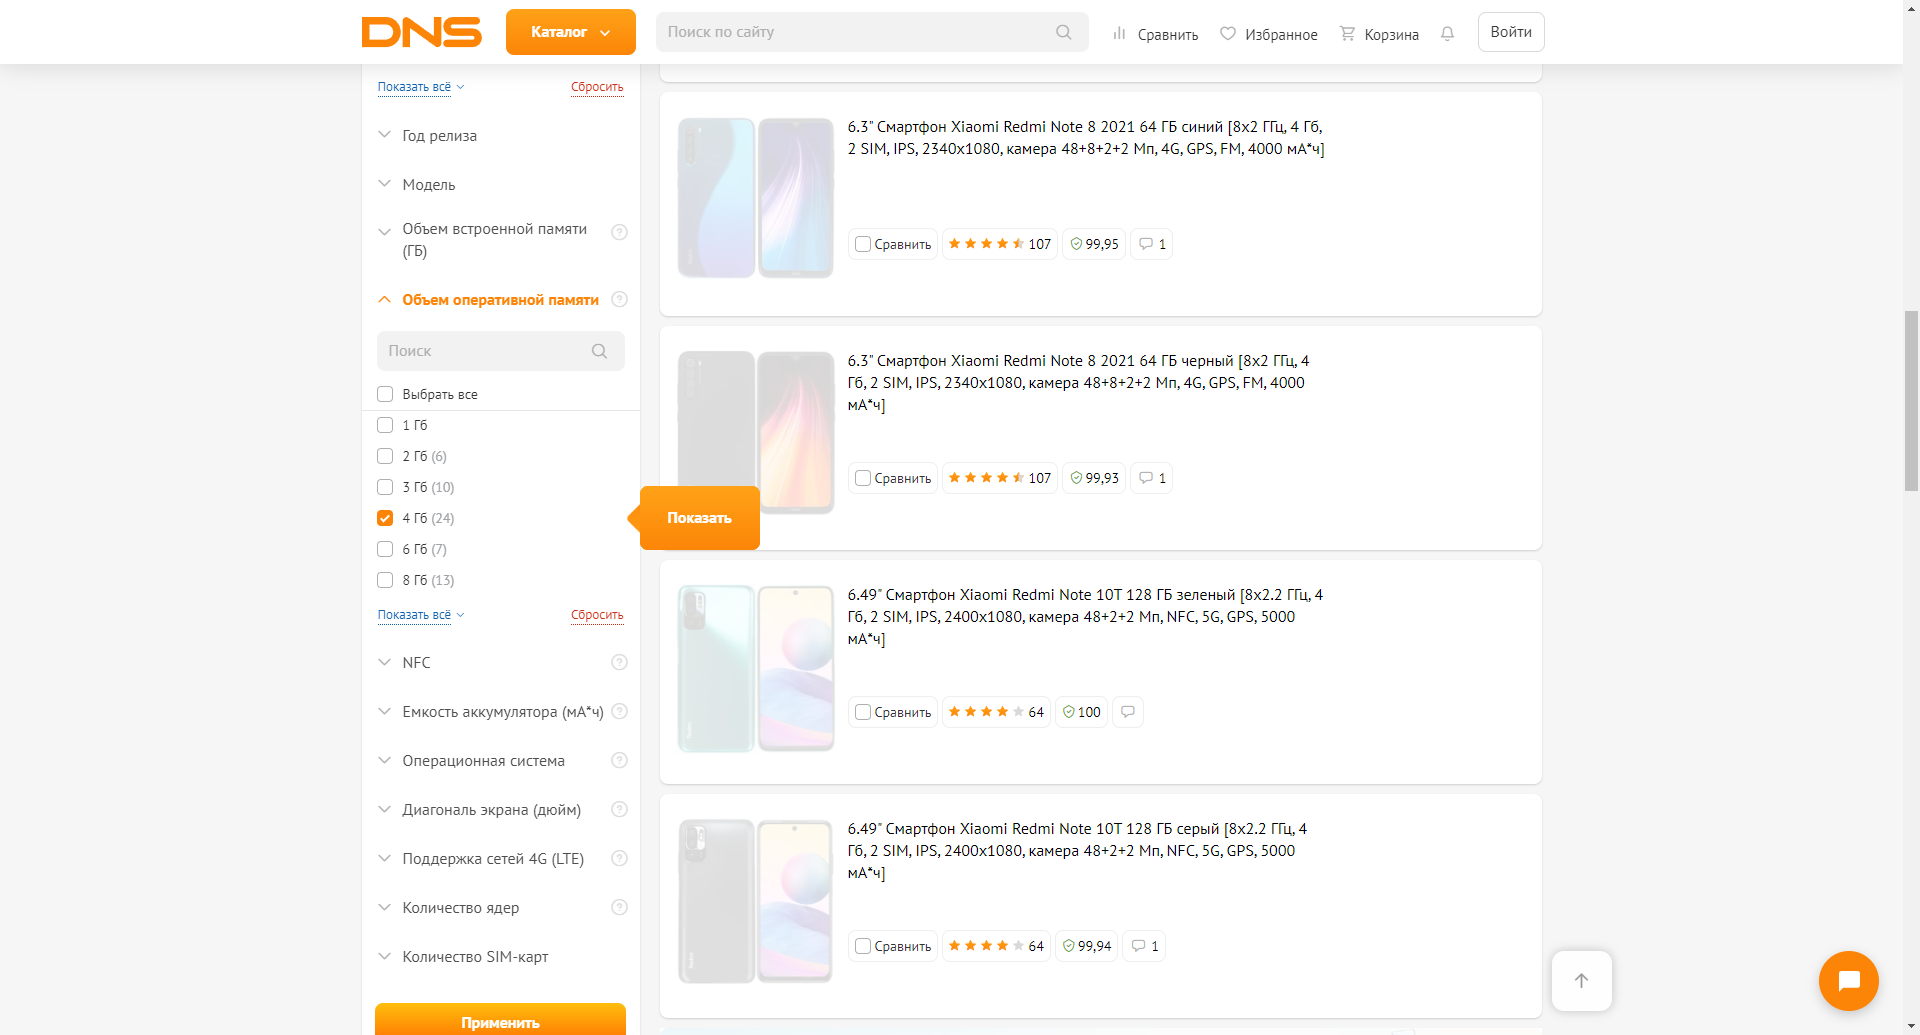 DNS
Каталог
Поиск по сайту
Сравнить
Избранное
Корзина
Войти
Показать всё
Сбросить
Год релиза
Модель
Объем встроенной памяти
(ГБ)
?
Объем оперативной памяти
?
Поиск
Выбрать все
1 Гб
2 Гб (6)
3 Гб (10)
4 Гб (24)
6 Гб (7)
8 Гб (13)
Показать всё
Сбросить
Показать
NFC
?
Емкость аккумулятора (мА*ч)
?
Операционная система
?
Диагональ экрана (дюйм)
?
Поддержка сетей 4G (LTE)
?
Количество ядер
?
Количество SIM-карт
Применить
6.3" Смартфон Xiaomi Redmi Note 8 2021 64 ГБ синий [8x2 ГГц, 4 Гб,
2 SIM, IPS, 2340x1080, камера 48+8+2+2 Мп, 4G, GPS, FM, 4000 мА*ч]
Сравнить
107
99,95
1
6.3" Смартфон Xiaomi Redmi Note 8 2021 64 ГБ черный [8x2 ГГц, 4
Гб, 2 SIM, IPS, 2340x1080, камера 48+8+2+2 Мп, 4G, GPS, FM, 4000
мА*ч]
Сравнить
107
99,93
1
6.49" Смартфон Xiaomi Redmi Note 10T 128 ГБ зеленый [8x2.2 ГГц, 4
Гб, 2 SIM, IPS, 2400x1080, камера 48+2+2 Мп, NFC, 5G, GPS, 5000
мА*ч]
Сравнить
64
100
6.49" Смартфон Xiaomi Redmi Note 10T 128 ГБ серый [8x2.2 ГГц, 4
Гб, 2 SIM, IPS, 2400x1080, камера 48+2+2 Мп, NFC, 5G, GPS, 5000
мА*ч]
Сравнить
64
99,94
1